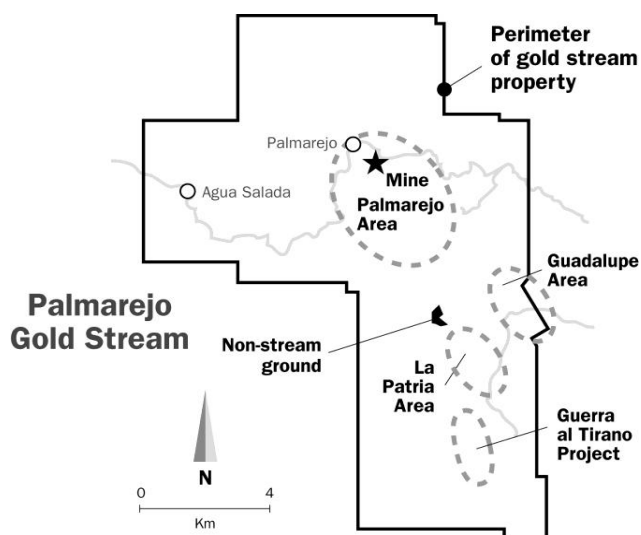 Perimeter
of gold stream
property
Palmarejo
Mine
Agua Salada
Palmarejo
Area
Guadalupe
Area
Palmarejo
Gold Stream
Non-stream
ground
La
Patria
Area
Guerra
al Tirano
Project
N
0 4
Km